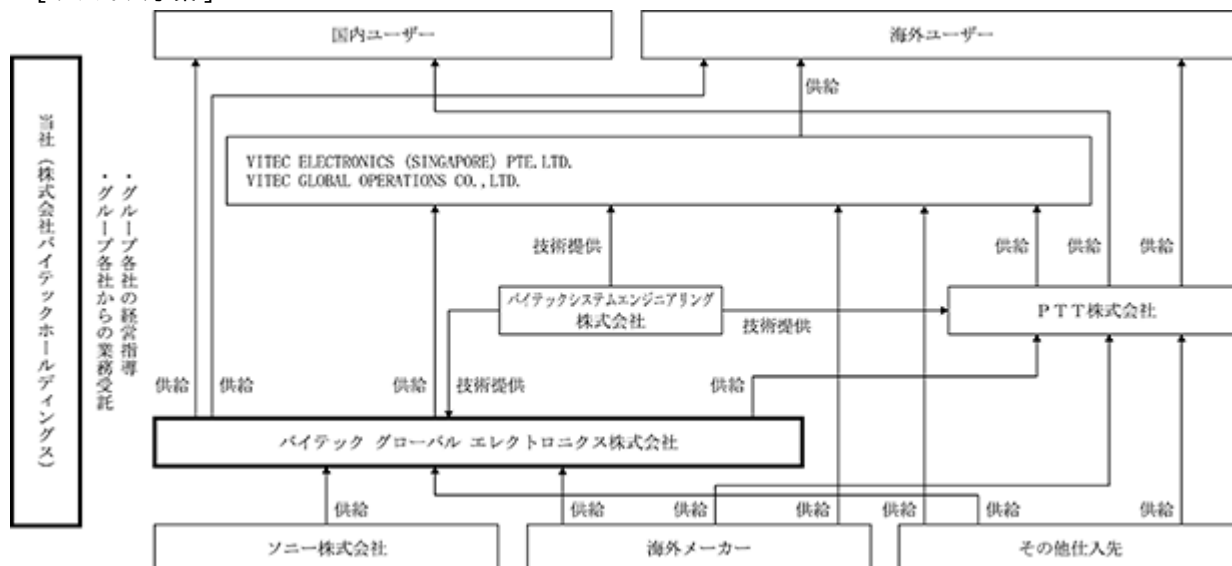 国内ユーザー
海外ユーザー
供給
VITEC ELECTRONICS (SINGAPORE) PTE.LTD.
VITEC GLOBAL OPERATIONS CO.,LTD.
当社(株式会社バイテックホールディングス)
・グループ各社の経営指導
・グループ各社からの業務受託
技術提供
供給
供給
供給
バイテックシステムエンジニアリング
株式会社
技術提供
PTT株式会社
供給
供給
供給
技術提供
供給
バイテック グローバル エレクトロニクス株式会社
供給
供給
供給
供給
供給
供給
供給
ソニー株式会社
海外メーカー
その他仕入先